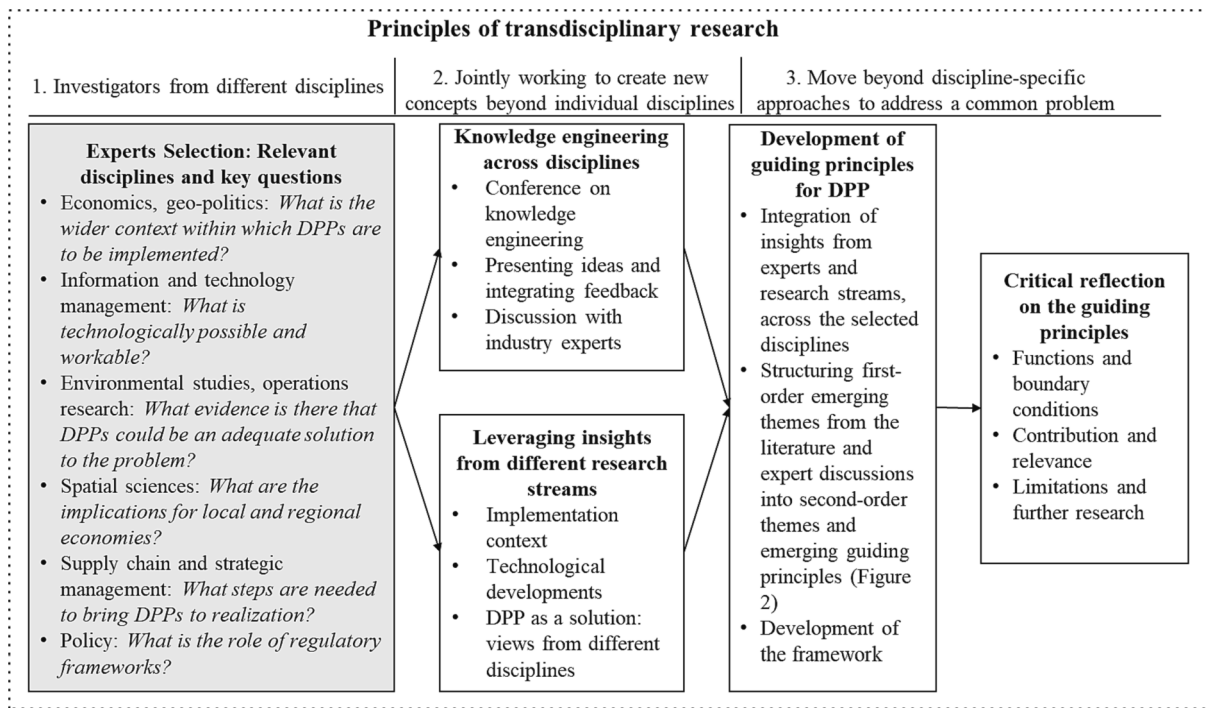 Principles of transdisciplinary research
1. Investigators from different disciplines
2. Jointly working to create new
concepts beyond individual disciplines
3. Move beyond discipline-specific
approaches to address a common problem
Experts Selection: Relevant
disciplines and key questions
• Economics, geo-politics: What is the
wider context within which DPPs are
to be implemented?
• Information and technology
management: What is
technologically possible and
workable?
• Environmental studies, operations
research: What evidence is there that
DPPs could be an adequate solution
to the problem?
• Spatial sciences: What are the
implications for local and regional
economies?
• Supply chain and strategic
management: What steps are needed
to bring DPPs to realization?
• Policy: What is the role of regulatory
frameworks?
Knowledge engineering
across disciplines
• Conference on
knowledge
engineering
• Presenting ideas and
integrating feedback
• Discussion with
industry experts
Leveraging insights
from different research
streams
• Implementation
context
• Technological
developments
• DPP as a solution:
views from different
disciplines
Development of
guiding principles
for DPP
• Integration of
insights from
experts and
research streams,
across the selected
disciplines
• Structuring first-
order emerging
themes from the
literature and
expert discussions
into second-order
themes and
emerging guiding
principles (Figure
2)
• Development of
the framework
Critical reflection
on the guiding
principles
• Functions and
boundary
conditions
• Contribution and
relevance
• Limitations and
further research